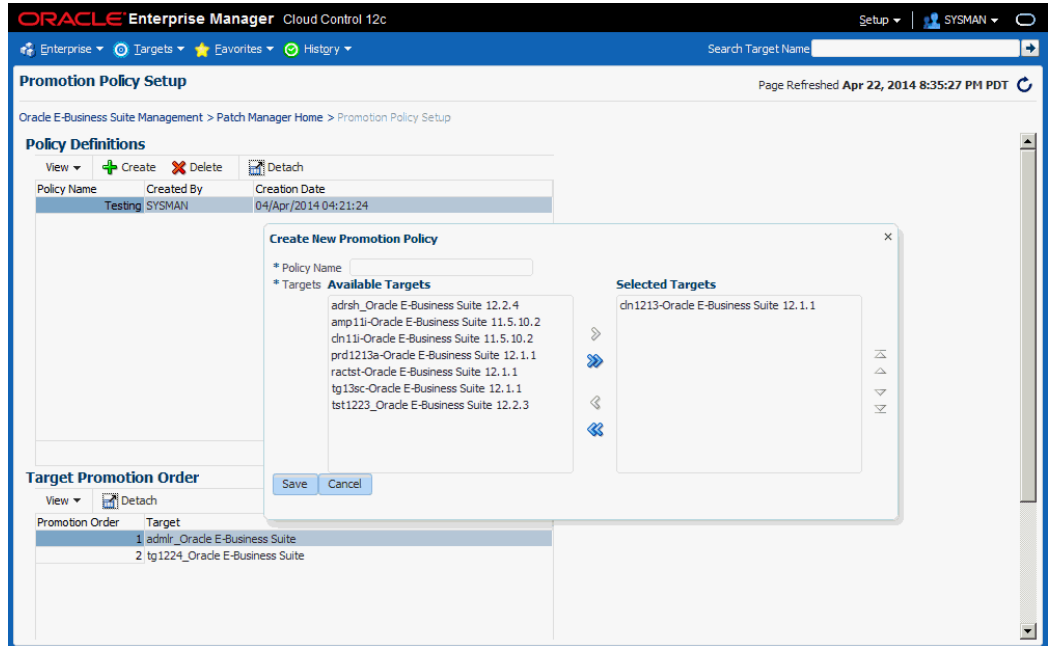 ORACLE Enterprise Manager Cloud Control 12c Setup SYSMAN
Enterprise Targets Favorites History Search Target Name
Promotion Policy Setup Page Refreshed Apr 22, 2014 8:35:27 PM PDT
Oracle E-Business Suite Management > Patch Manager Home > Promotion Policy Setup
Policy Definitions
View Create Delete Detach
Policy Name Created By Creation Date
Testing SYSMAN 04/Apr/2014 04:21:24
Create New Promotion Policy
* Policy Name
* Targets Available Targets Selected Targets
adrsh_Oracle E-Business Suite 12.2.4 cln1213-Oracle E-Business Suite 12.1.1
amp11i-Oracle E-Business Suite 11.5.10.2
cln11i-Oracle E-Business Suite 11.5.10.2
prd1213a-Oracle E-Business Suite 12.1.1
ractst-Oracle E-Business Suite 12.1.1
tg13sc-Oracle E-Business Suite 12.1.1
tst1223_Oracle E-Business Suite 12.2.3
Save Cancel
Target Promotion Order
View Detach
Promotion Order Target
1 admlr_Oracle E-Business Suite
2 tg1224_Oracle E-Business Suite